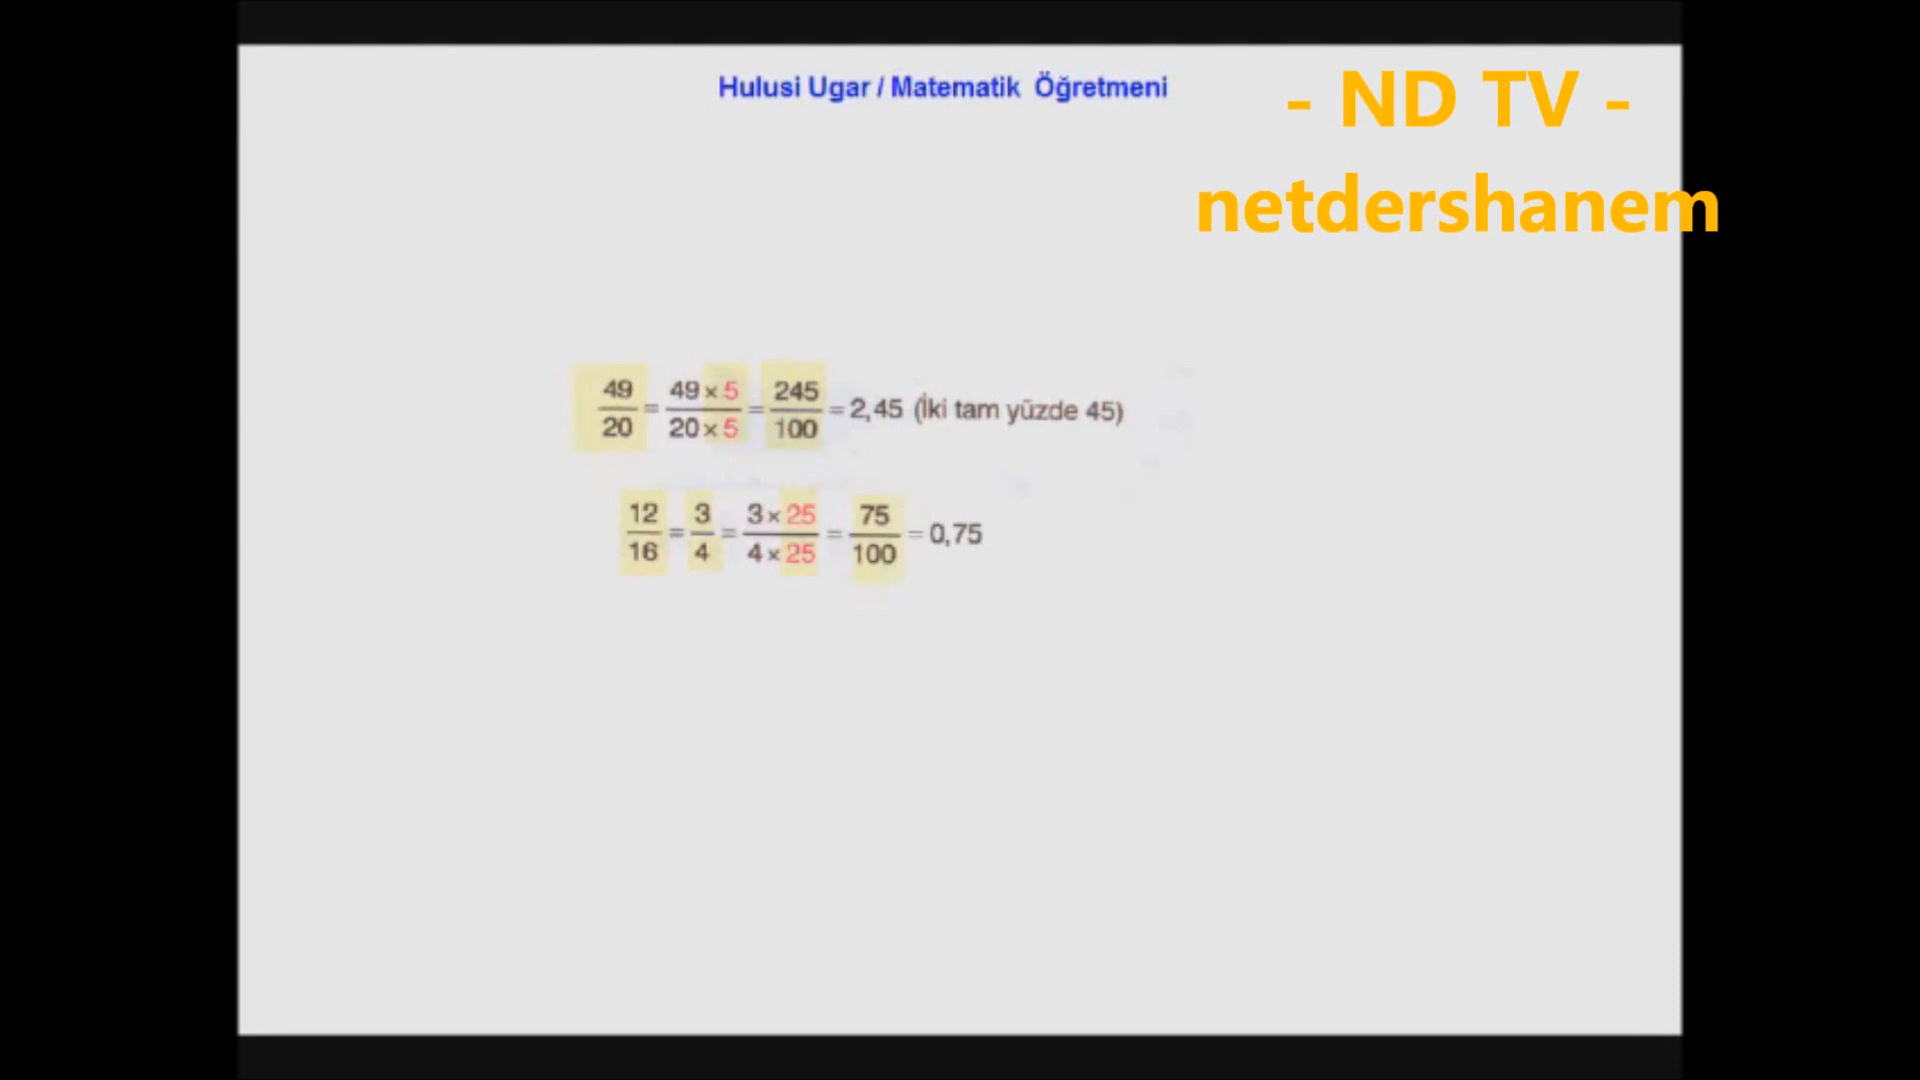 Hulusi Ugar / Matematik Öğretmeni
- ND TV -
netdershanem
49/20 = 49 × 5/20 × 5 = 245/100 = 2,45 (İki tam yüzde 45)
12/16 = 3/4 = 3 × 25/4 × 25 = 75/100 = 0,75